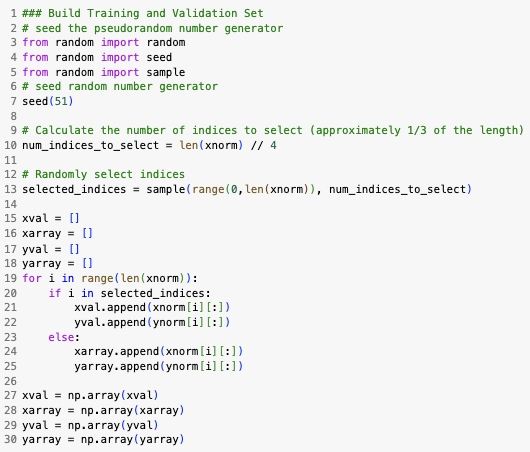 1 ### Build Training and Validation Set
2 # seed the pseudorandom number generator
3 from random import random
4 from random import seed
5 from random import sample
6 # seed random number generator
7 seed(51)
8
9 # Calculate the number of indices to select (approximately 1/3 of the length)
10 num_indices_to_select = len(xnorm) // 4
11
12 # Randomly select indices
13 selected_indices = sample(range(0,len(xnorm)), num_indices_to_select)
14
15 xval = []
16 xarray = []
17 yval = []
18 yarray = []
19 for i in range(len(xnorm)):
20     if i in selected_indices:
21         xval.append(xnorm[i][:])
22         yval.append(ynorm[i][:])
23     else:
24         xarray.append(xnorm[i][:])
25         yarray.append(ynorm[i][:])
26
27 xval = np.array(xval)
28 xarray = np.array(xarray)
29 yval = np.array(yval)
30 yarray = np.array(yarray)